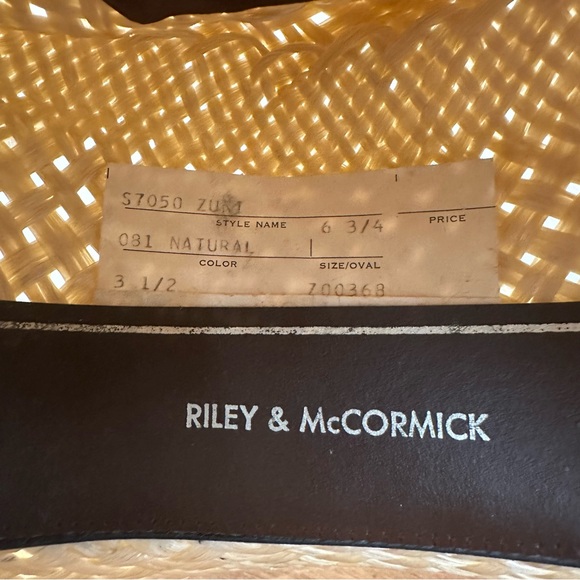 S7050 ZUNI
STYLE NAME 6 3/4 PRICE
081 NATURAL
COLOR SIZE/OVAL
3 1/2 Z00368
RILEY & McCORMICK